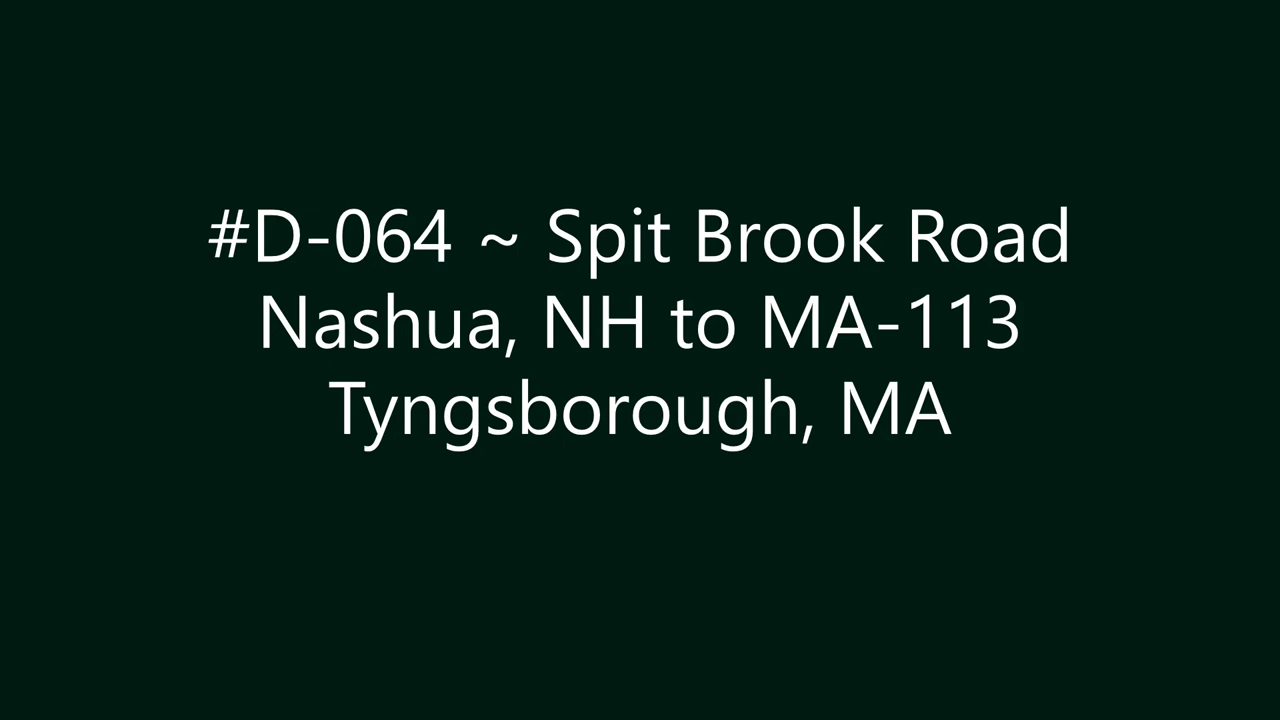 #D-064 ~ Spit Brook Road
Nashua, NH to MA-113
Tyngsborough, MA